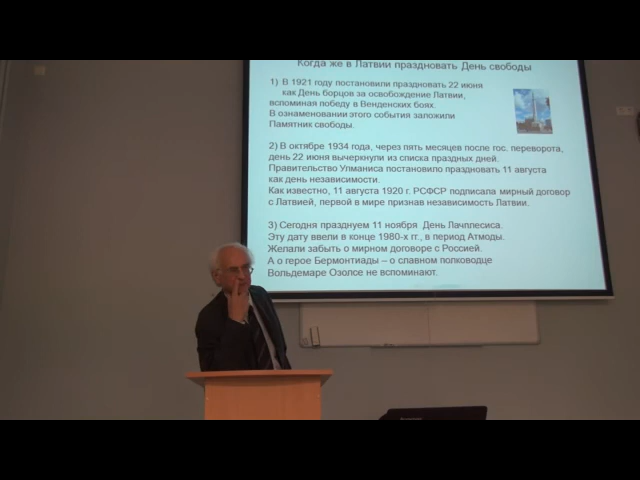 Когда же в Латвии праздновать День свободы
1) В 1921 году постановили праздновать 22 июня
как День борцов за освобождение Латвии,
вспоминая победу в Венденских боях.
В ознаменовании этого события заложили
Памятник свободы.
2) В октябре 1934 года, через пять месяцев после гос. переворота,
день 22 июня вычеркнули из списка праздных дней.
Правительство Улманиса постановило праздновать 11 августа
как день независимости.
Как известно, 11 августа 1920 г. РСФСР подписала мирный договор
с Латвией, первой в мире признав независимость Латвии.
3) Сегодня празднуем 11 ноября День Лачплесиса.
Эту дату ввели в конце 1980-х гг., в период Атмоды.
Желали забыть о мирном договоре с Россией.
А о герое Бермонтиады – о славном полководце
Вольдемаре Озолсе не вспоминают.